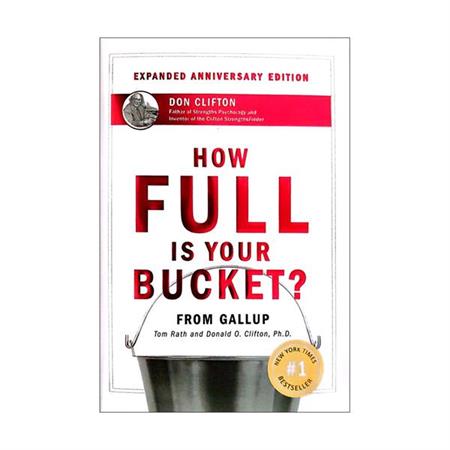 EXPANDED ANNIVERSARY EDITION
DON CLIFTON
Father of Strengths Psychology and
Inventor of the Clifton StrengthsFinder
HOW
FULL
IS YOUR
BUCKET?
FROM GALLUP
Tom Rath and Donald O. Clifton, Ph.D.
NEW YORK TIMES
#1
BESTSELLER